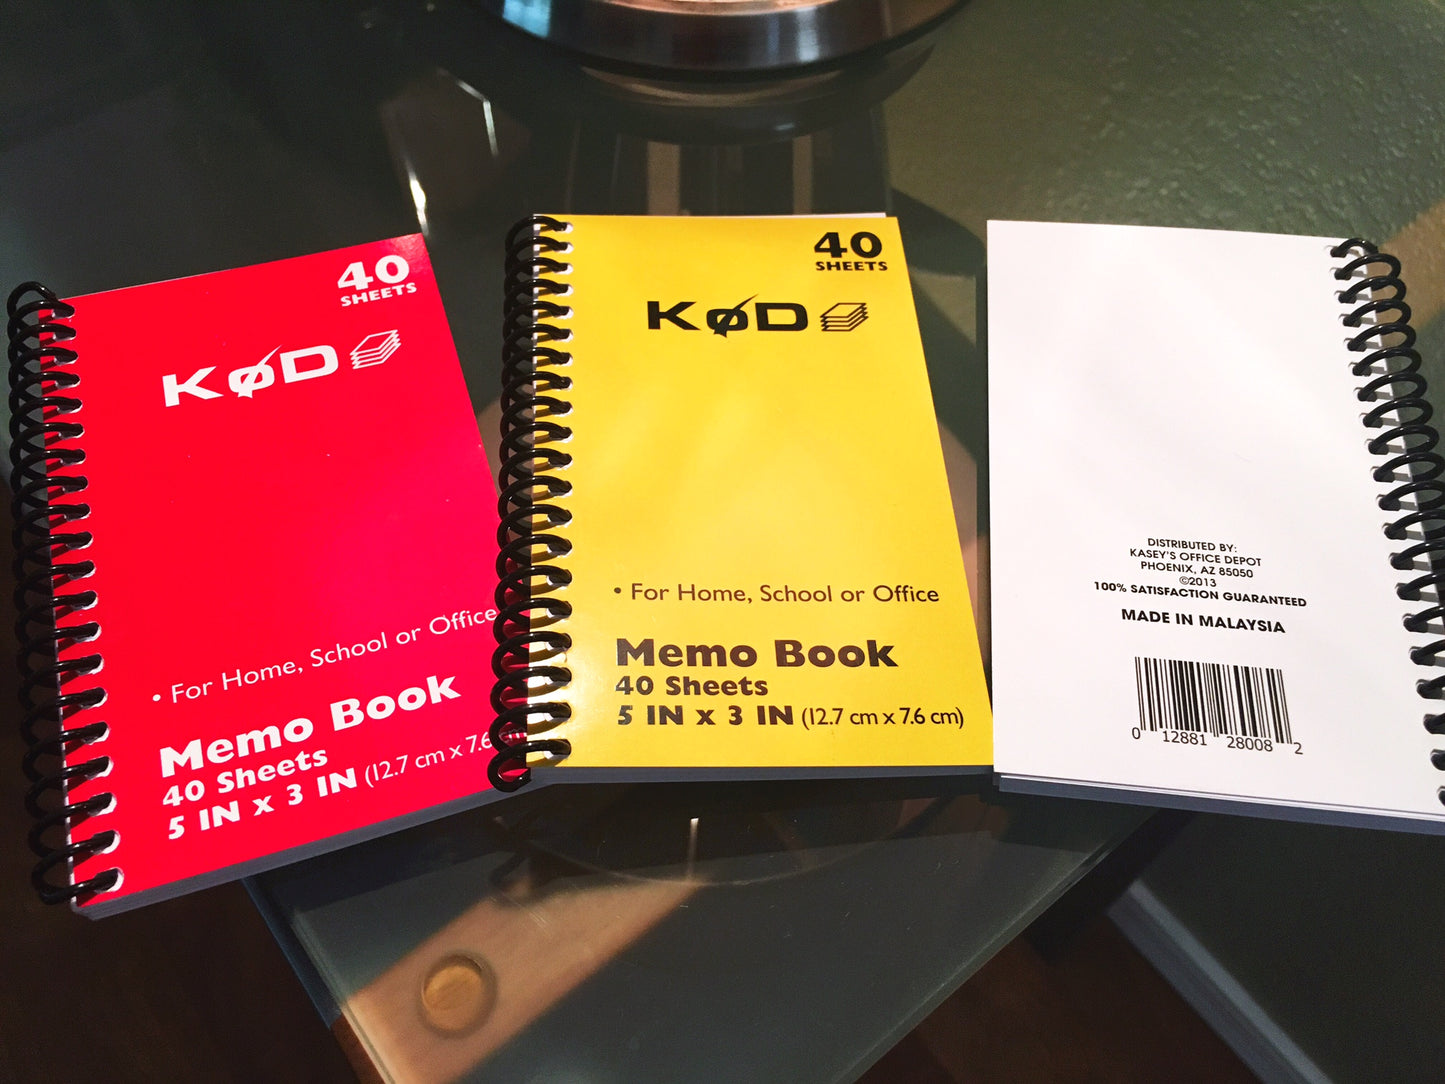 40
SHEETS
KØD
• For Home, School or Office
Memo Book
40 Sheets
5 IN x 3 IN (12.7 cm x 7.6 cm
40
SHEETS
KØD
• For Home, School or Office
Memo Book
40 Sheets
5 IN x 3 IN (12.7 cm x 7.6 cm)
DISTRIBUTED BY:
KASEY'S OFFICE DEPOT
PHOENIX, AZ 85050
©2013
100% SATISFACTION GUARANTEED
MADE IN MALAYSIA
0 12881 28008 2